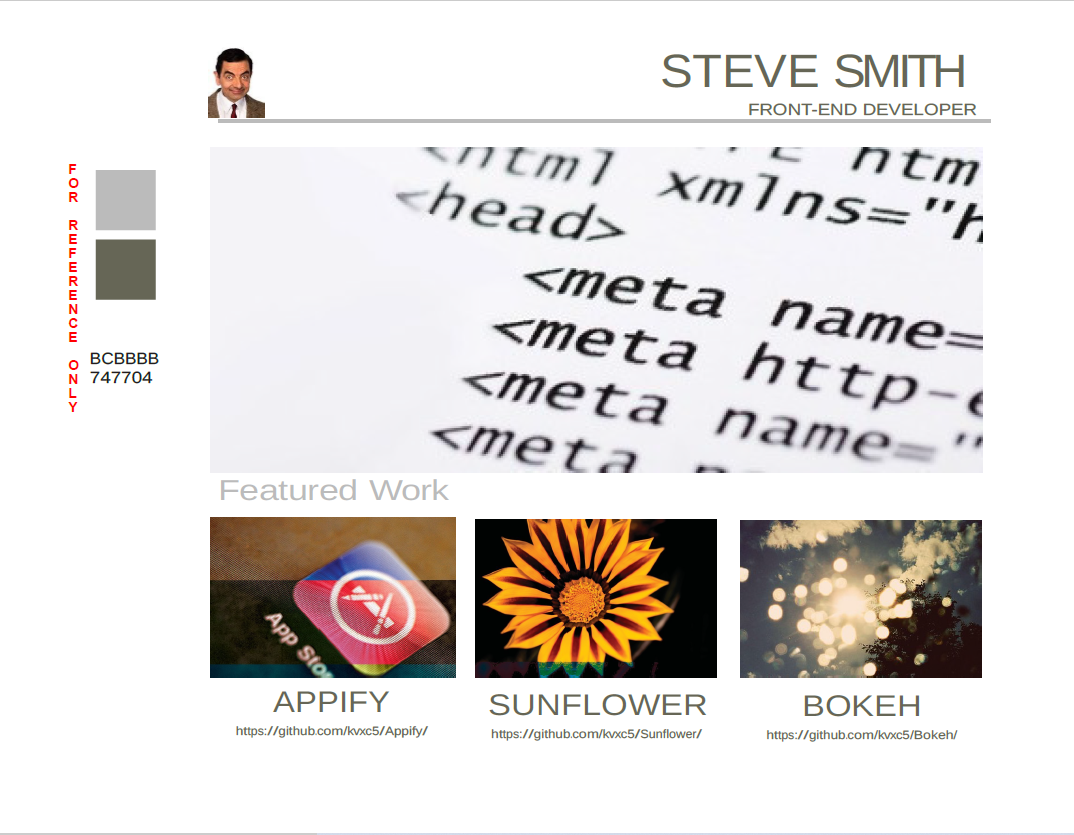 STEVE SMITH
FRONT-END DEVELOPER
FOR REFERENCE ONLY
BCBBBB
747704
<html xmlns="h
<head>
<meta name=
<meta http-e
<meta name="
<meta
Featured Work
App Sto
APPIFY
https://github.com/kvxc5/Appify/
SUNFLOWER
https://github.com/kvxc5/Sunflower/
BOKEH
https://github.com/kvxc5/Bokeh/